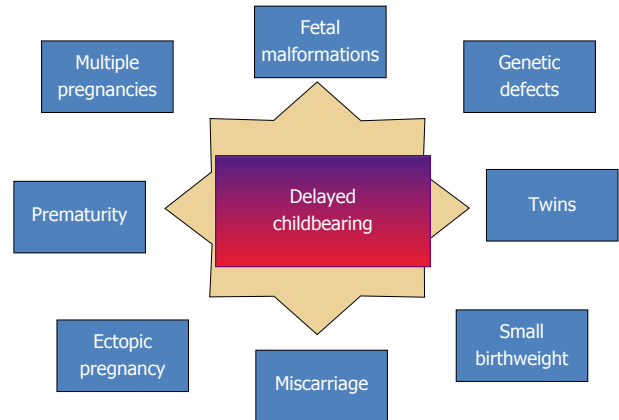 Fetal
malformations
Multiple
pregnancies
Genetic
defects
Prematurity
Delayed
childbearing
Twins
Ectopic
pregnancy
Small
birthweight
Miscarriage